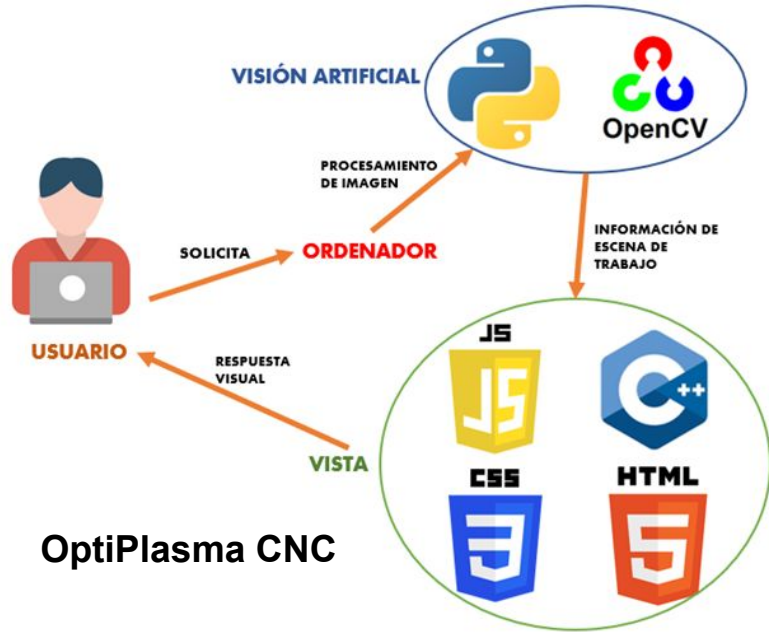 VISIÓN ARTIFICIAL
OpenCV
PROCESAMIENTO
DE IMAGEN
SOLICITA
ORDENADOR
INFORMACIÓN DE
ESCENA DE
TRABAJO
USUARIO
RESPUESTA
VISUAL
JS
JS
C++
VISTA
CSS
3
HTML
5
OptiPlasma CNC